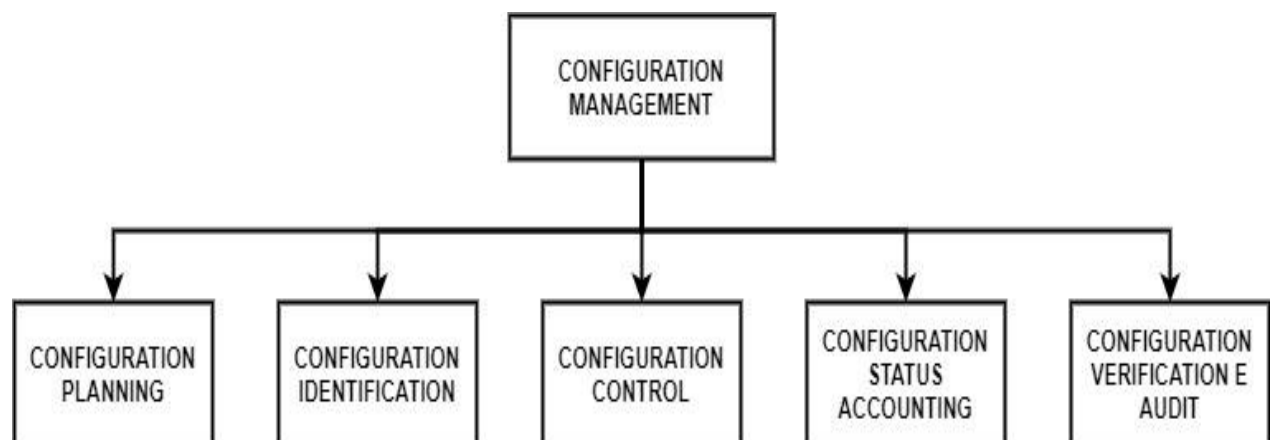 CONFIGURATION
MANAGEMENT
CONFIGURATION
PLANNING
CONFIGURATION
IDENTIFICATION
CONFIGURATION
CONTROL
CONFIGURATION
STATUS
ACCOUNTING
CONFIGURATION
VERIFICATION E
AUDIT